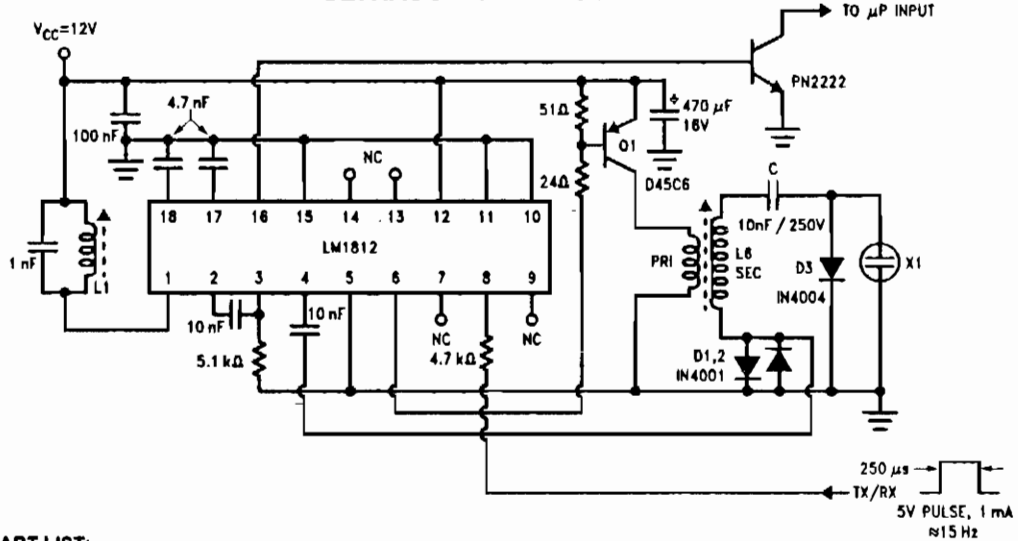 TO µP INPUT
VCC=12V
PN2222
4.7 nF
100 nF
51Ω
+
470 µF
16V
Q1
NC
24Ω
D45C6
C
18 17 16 15 14 13 12 11 10
10nF / 250V
LM1812
1 nF
L1
PRI
L6
SEC
D3
X1
IN4004
1 2 3 4 5 6 7 8 9
10 nF
10 nF
NC
4.7 kΩ
NC
5.1 kΩ
D1,2
IN4001
250 µs
TX/RX
5V PULSE, 1 mA
≈15 Hz